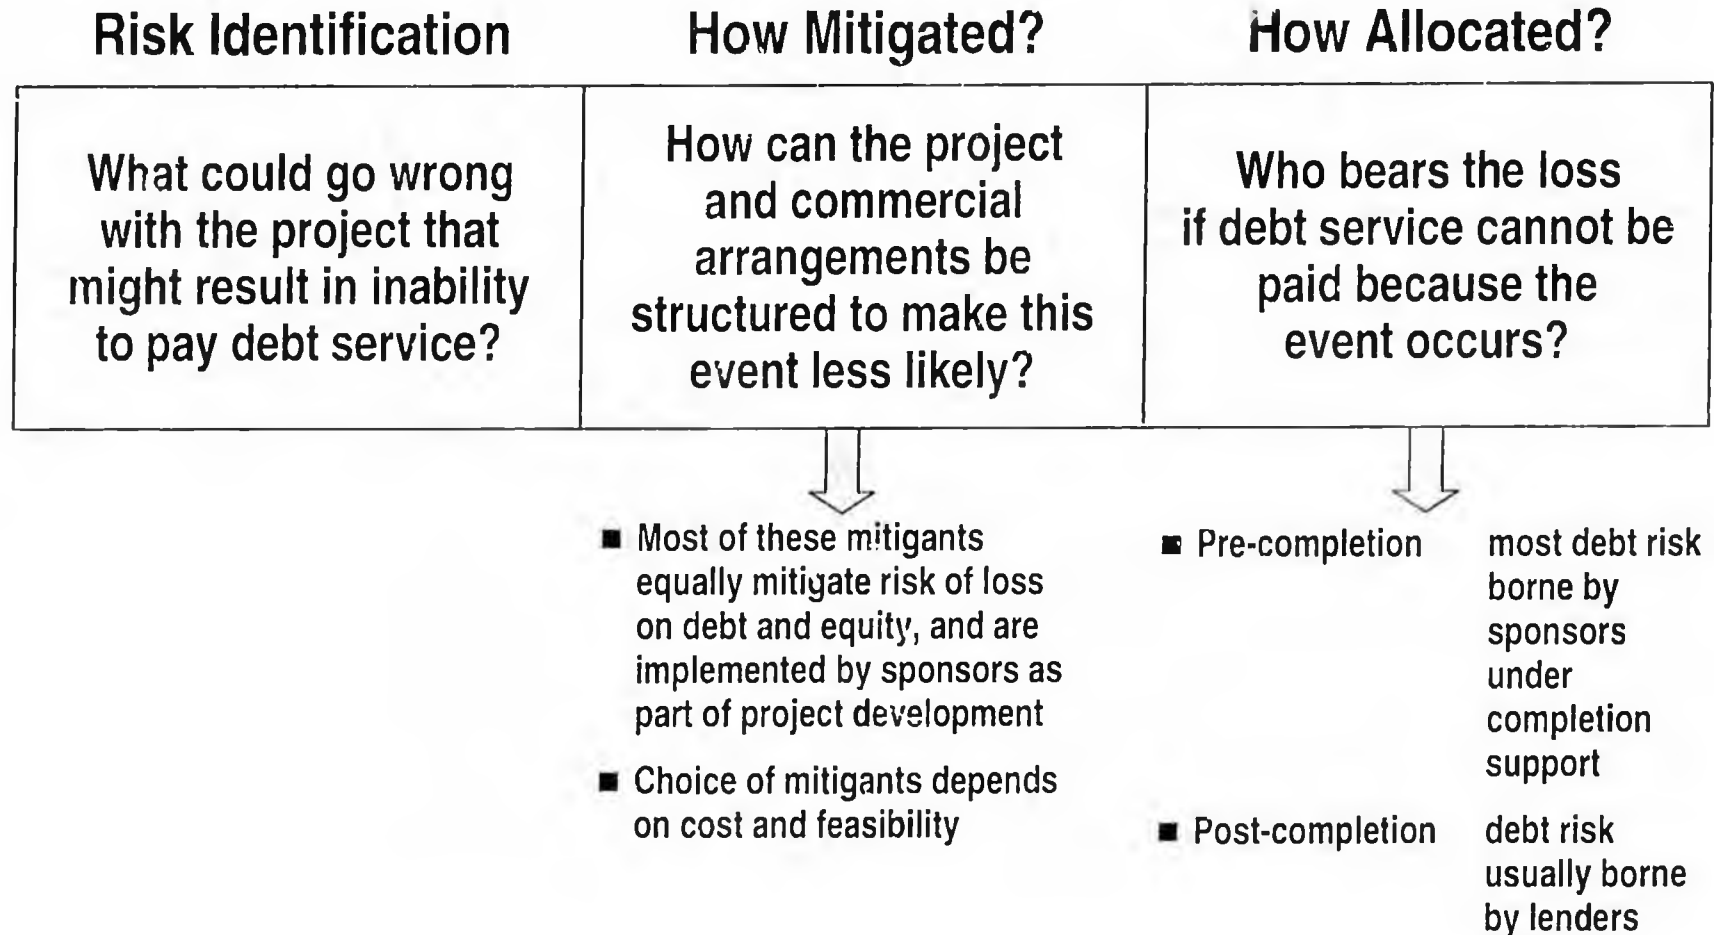 Risk Identification
How Mitigated?
How Allocated?
What could go wrong
with the project that
might result in inability
to pay debt service?
How can the project
and commercial
arrangements be
structured to make this
event less likely?
Who bears the loss
if debt service cannot be
paid because the
event occurs?
■ Most of these mitigants
equally mitigate risk of loss
on debt and equity, and are
implemented by sponsors as
part of project development
■ Choice of mitigants depends
on cost and feasibility
■ Pre-completion most debt risk
borne by
sponsors
under
completion
support
■ Post-completion debt risk
usually borne
by lenders